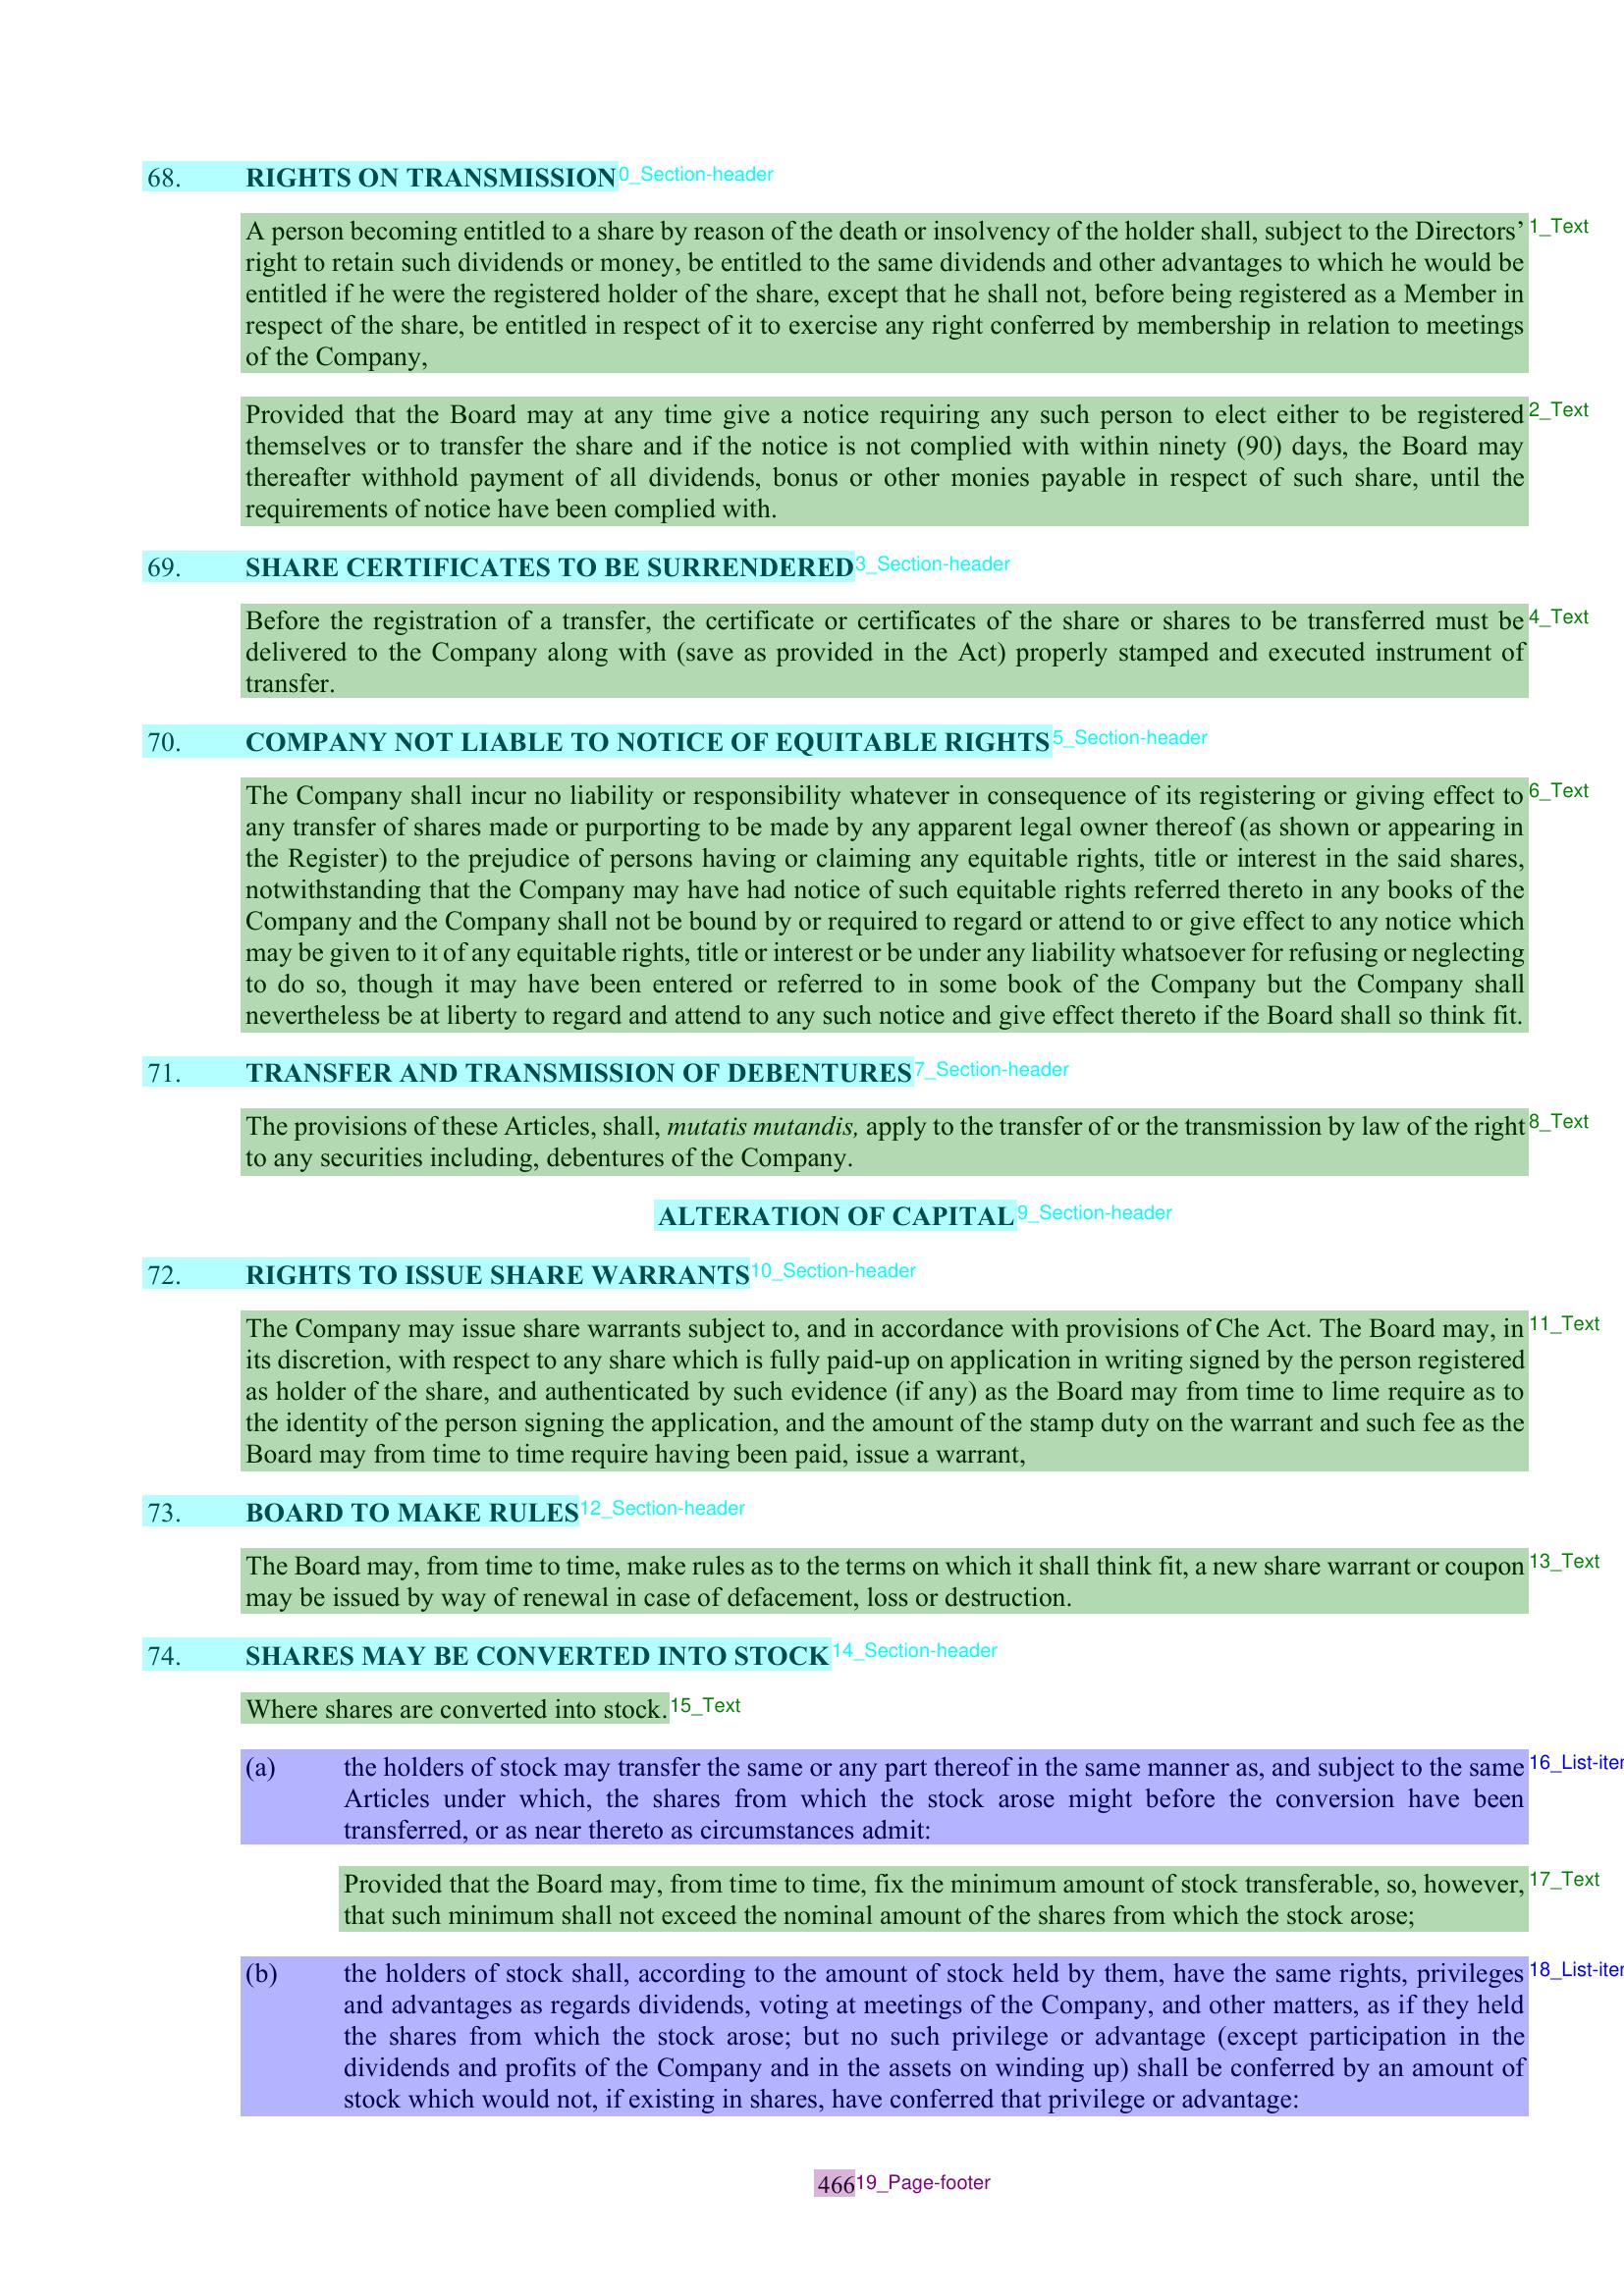 68. RIGHTS ON TRANSMISSION 0_Section-header
A person becoming entitled to a share by reason of the death or insolvency of the holder shall, subject to the Directors’ 1_Text
right to retain such dividends or money, be entitled to the same dividends and other advantages to which he would be
entitled if he were the registered holder of the share, except that he shall not, before being registered as a Member in
respect of the share, be entitled in respect of it to exercise any right conferred by membership in relation to meetings
of the Company,
Provided that the Board may at any time give a notice requiring any such person to elect either to be registered 2_Text
themselves or to transfer the share and if the notice is not complied with within ninety (90) days, the Board may
thereafter withhold payment of all dividends, bonus or other monies payable in respect of such share, until the
requirements of notice have been complied with.
69. SHARE CERTIFICATES TO BE SURRENDERED 3_Section-header
Before the registration of a transfer, the certificate or certificates of the share or shares to be transferred must be 4_Text
delivered to the Company along with (save as provided in the Act) properly stamped and executed instrument of
transfer.
70. COMPANY NOT LIABLE TO NOTICE OF EQUITABLE RIGHTS 5_Section-header
The Company shall incur no liability or responsibility whatever in consequence of its registering or giving effect to 6_Text
any transfer of shares made or purporting to be made by any apparent legal owner thereof (as shown or appearing in
the Register) to the prejudice of persons having or claiming any equitable rights, title or interest in the said shares,
notwithstanding that the Company may have had notice of such equitable rights referred thereto in any books of the
Company and the Company shall not be bound by or required to regard or attend to or give effect to any notice which
may be given to it of any equitable rights, title or interest or be under any liability whatsoever for refusing or neglecting
to do so, though it may have been entered or referred to in some book of the Company but the Company shall
nevertheless be at liberty to regard and attend to any such notice and give effect thereto if the Board shall so think fit.
71. TRANSFER AND TRANSMISSION OF DEBENTURES 7_Section-header
The provisions of these Articles, shall, mutatis mutandis, apply to the transfer of or the transmission by law of the right 8_Text
to any securities including, debentures of the Company.
ALTERATION OF CAPITAL 9_Section-header
72. RIGHTS TO ISSUE SHARE WARRANTS 10_Section-header
The Company may issue share warrants subject to, and in accordance with provisions of Che Act. The Board may, in 11_Text
its discretion, with respect to any share which is fully paid-up on application in writing signed by the person registered
as holder of the share, and authenticated by such evidence (if any) as the Board may from time to lime require as to
the identity of the person signing the application, and the amount of the stamp duty on the warrant and such fee as the
Board may from time to time require having been paid, issue a warrant,
73. BOARD TO MAKE RULES 12_Section-header
The Board may, from time to time, make rules as to the terms on which it shall think fit, a new share warrant or coupon 13_Text
may be issued by way of renewal in case of defacement, loss or destruction.
74. SHARES MAY BE CONVERTED INTO STOCK 14_Section-header
Where shares are converted into stock. 15_Text
(a) the holders of stock may transfer the same or any part thereof in the same manner as, and subject to the same 16_List-iter
Articles under which, the shares from which the stock arose might before the conversion have been
transferred, or as near thereto as circumstances admit:
Provided that the Board may, from time to time, fix the minimum amount of stock transferable, so, however, 17_Text
that such minimum shall not exceed the nominal amount of the shares from which the stock arose;
(b) the holders of stock shall, according to the amount of stock held by them, have the same rights, privileges 18_List-iter
and advantages as regards dividends, voting at meetings of the Company, and other matters, as if they held
the shares from which the stock arose; but no such privilege or advantage (except participation in the
dividends and profits of the Company and in the assets on winding up) shall be conferred by an amount of
stock which would not, if existing in shares, have conferred that privilege or advantage:
466 19_Page-footer